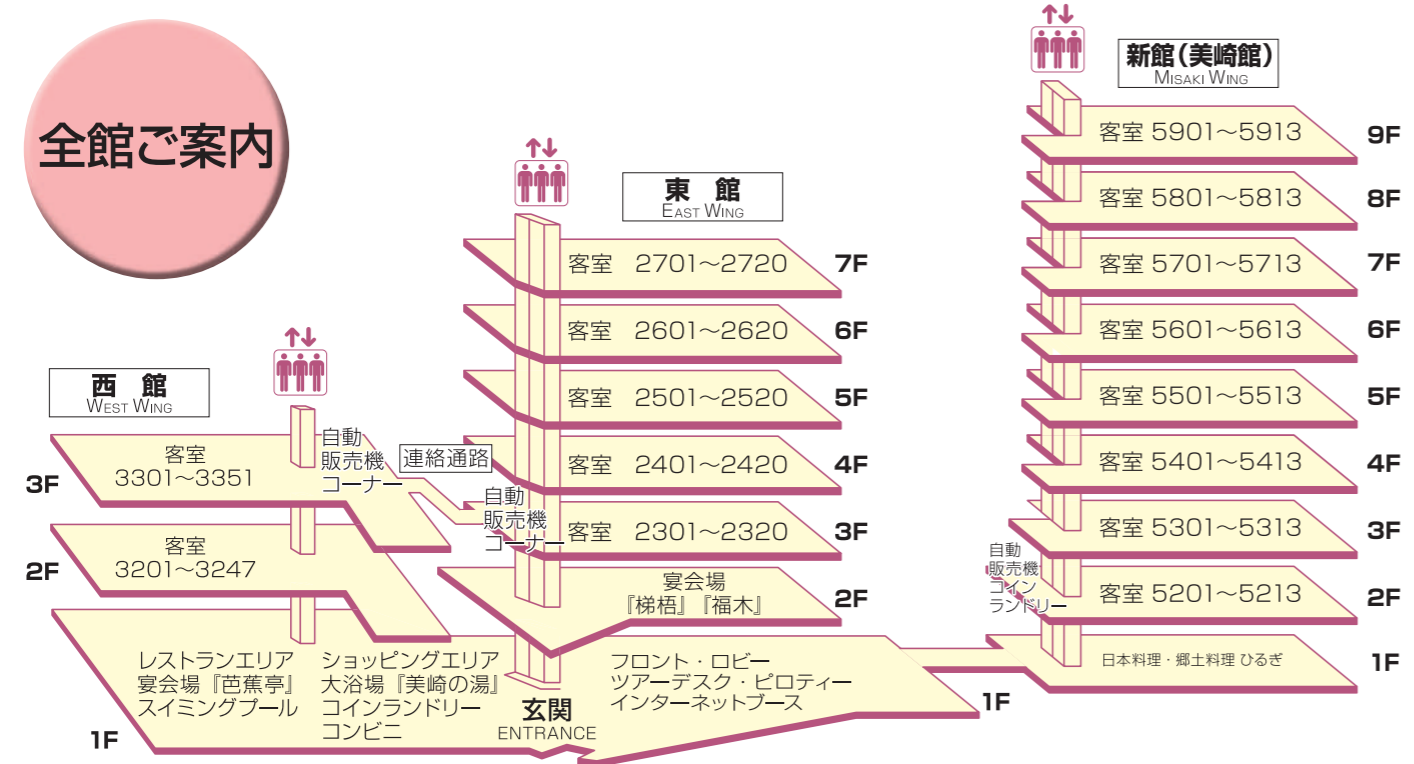 全館ご案内
西 館
WEST WING
3F
客室
3301〜3351
自動
販売機
コーナー
連絡通路
2F
客室
3201〜3247
1F
レストランエリア
宴会場『芭蕉亭』
スイミングプール
ショッピングエリア
大浴場『美崎の湯』
コインランドリー
コンビニ
玄関
ENTRANCE
東 館
EAST WING
客室 2701〜2720 7F
客室 2601〜2620 6F
客室 2501〜2520 5F
客室 2401〜2420 4F
自動
販売機
コーナー
客室 2301〜2320 3F
宴会場
『梯梧』『福木』
2F
フロント・ロビー
ツアーデスク・ピロティー
インターネットブース
1F
新館(美崎館)
MISAKI WING
客室 5901〜5913 9F
客室 5801〜5813 8F
客室 5701〜5713 7F
客室 5601〜5613 6F
客室 5501〜5513 5F
客室 5401〜5413 4F
客室 5301〜5313 3F
自動
販売機
コイン
ランドリー
客室 5201〜5213 2F
日本料理・郷土料理 ひるぎ 1F